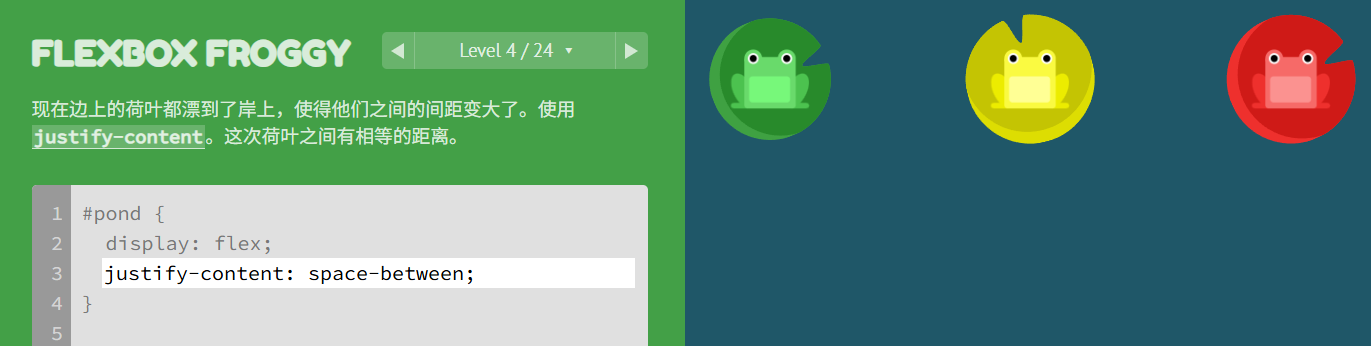 FLEXBOX FROGGY
Level 4 / 24
现在边上的荷叶都漂到了岸上，使得他们之间的间距变大了。使用
justify-content。这次荷叶之间有相等的距离。
1 #pond {
2 display: flex;
3 justify-content: space-between;
4 }
5